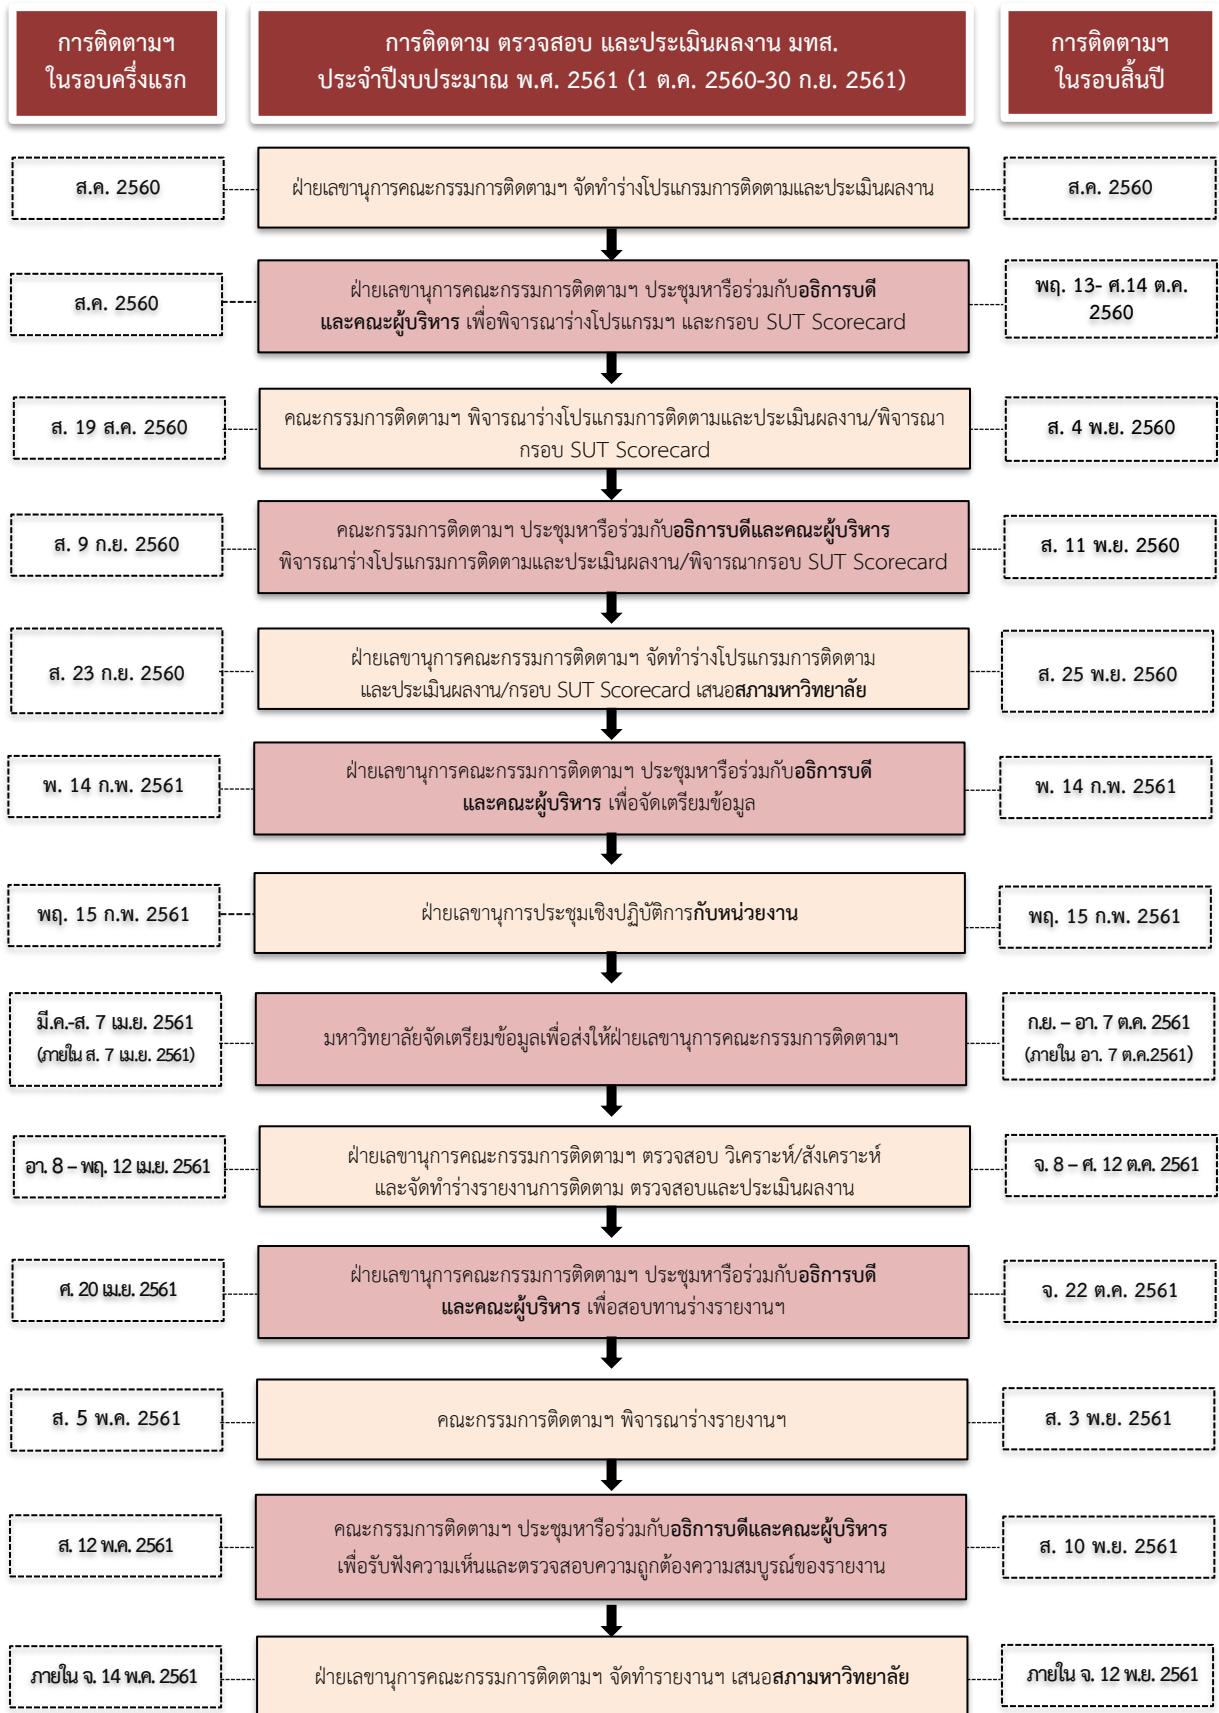 การติดตามฯ
ในรอบครึ่งแรก
การติดตาม ตรวจสอบ และประเมินผลงาน มทส.
ประจำปีงบประมาณ พ.ศ. 2561 (1 ต.ค. 2560-30 ก.ย. 2561)
การติดตามฯ
ในรอบสิ้นปี
ส.ค. 2560
ฝ่ายเลขานุการคณะกรรมการติดตามฯ จัดทำร่างโปรแกรมการติดตามและประเมินผลงาน
ส.ค. 2560
ส.ค. 2560
ฝ่ายเลขานุการคณะกรรมการติดตามฯ ประชุมหารือร่วมกับอธิการบดี
และคณะผู้บริหาร เพื่อพิจารณาร่างโปรแกรมฯ และกรอบ SUT Scorecard
พฤ. 13- ศ.14 ต.ค.
2560
ส. 19 ส.ค. 2560
คณะกรรมการติดตามฯ พิจารณาร่างโปรแกรมการติดตามและประเมินผลงาน/พิจารณา
กรอบ SUT Scorecard
ส. 4 พ.ย. 2560
ส. 9 ก.ย. 2560
คณะกรรมการติดตามฯ ประชุมหารือร่วมกับอธิการบดีและคณะผู้บริหาร
พิจารณาร่างโปรแกรมการติดตามและประเมินผลงาน/พิจารณากรอบ SUT Scorecard
ส. 11 พ.ย. 2560
ส. 23 ก.ย. 2560
ฝ่ายเลขานุการคณะกรรมการติดตามฯ จัดทำร่างโปรแกรมการติดตาม
และประเมินผลงาน/กรอบ SUT Scorecard เสนอสภามหาวิทยาลัย
ส. 25 พ.ย. 2560
พ. 14 ก.พ. 2561
ฝ่ายเลขานุการคณะกรรมการติดตามฯ ประชุมหารือร่วมกับอธิการบดี
และคณะผู้บริหาร เพื่อจัดเตรียมข้อมูล
พ. 14 ก.พ. 2561
พฤ. 15 ก.พ. 2561
ฝ่ายเลขานุการประชุมเชิงปฏิบัติการกับหน่วยงาน
พฤ. 15 ก.พ. 2561
มี.ค.-ส. 7 เม.ย. 2561
(ภายใน ส. 7 เม.ย. 2561)
มหาวิทยาลัยจัดเตรียมข้อมูลเพื่อส่งให้ฝ่ายเลขานุการคณะกรรมการติดตามฯ
ก.ย. – อา. 7 ต.ค. 2561
(ภายใน อา. 7 ต.ค.2561)
อา. 8 – พฤ. 12 เม.ย. 2561
ฝ่ายเลขานุการคณะกรรมการติดตามฯ ตรวจสอบ วิเคราะห์/สังเคราะห์
และจัดทำร่างรายงานการติดตาม ตรวจสอบและประเมินผลงาน
จ. 8 – ศ. 12 ต.ค. 2561
ศ. 20 เม.ย. 2561
ฝ่ายเลขานุการคณะกรรมการติดตามฯ ประชุมหารือร่วมกับอธิการบดี
และคณะผู้บริหาร เพื่อสอบทานร่างรายงานฯ
จ. 22 ต.ค. 2561
ส. 5 พ.ค. 2561
คณะกรรมการติดตามฯ พิจารณาร่างรายงานฯ
ส. 3 พ.ย. 2561
ส. 12 พ.ค. 2561
คณะกรรมการติดตามฯ ประชุมหารือร่วมกับอธิการบดีและคณะผู้บริหาร
เพื่อรับฟังความเห็นและตรวจสอบความถูกต้องความสมบูรณ์ของรายงาน
ส. 10 พ.ย. 2561
ภายใน จ. 14 พ.ค. 2561
ฝ่ายเลขานุการคณะกรรมการติดตามฯ จัดทำรายงานฯ เสนอสภามหาวิทยาลัย
ภายใน จ. 12 พ.ย. 2561